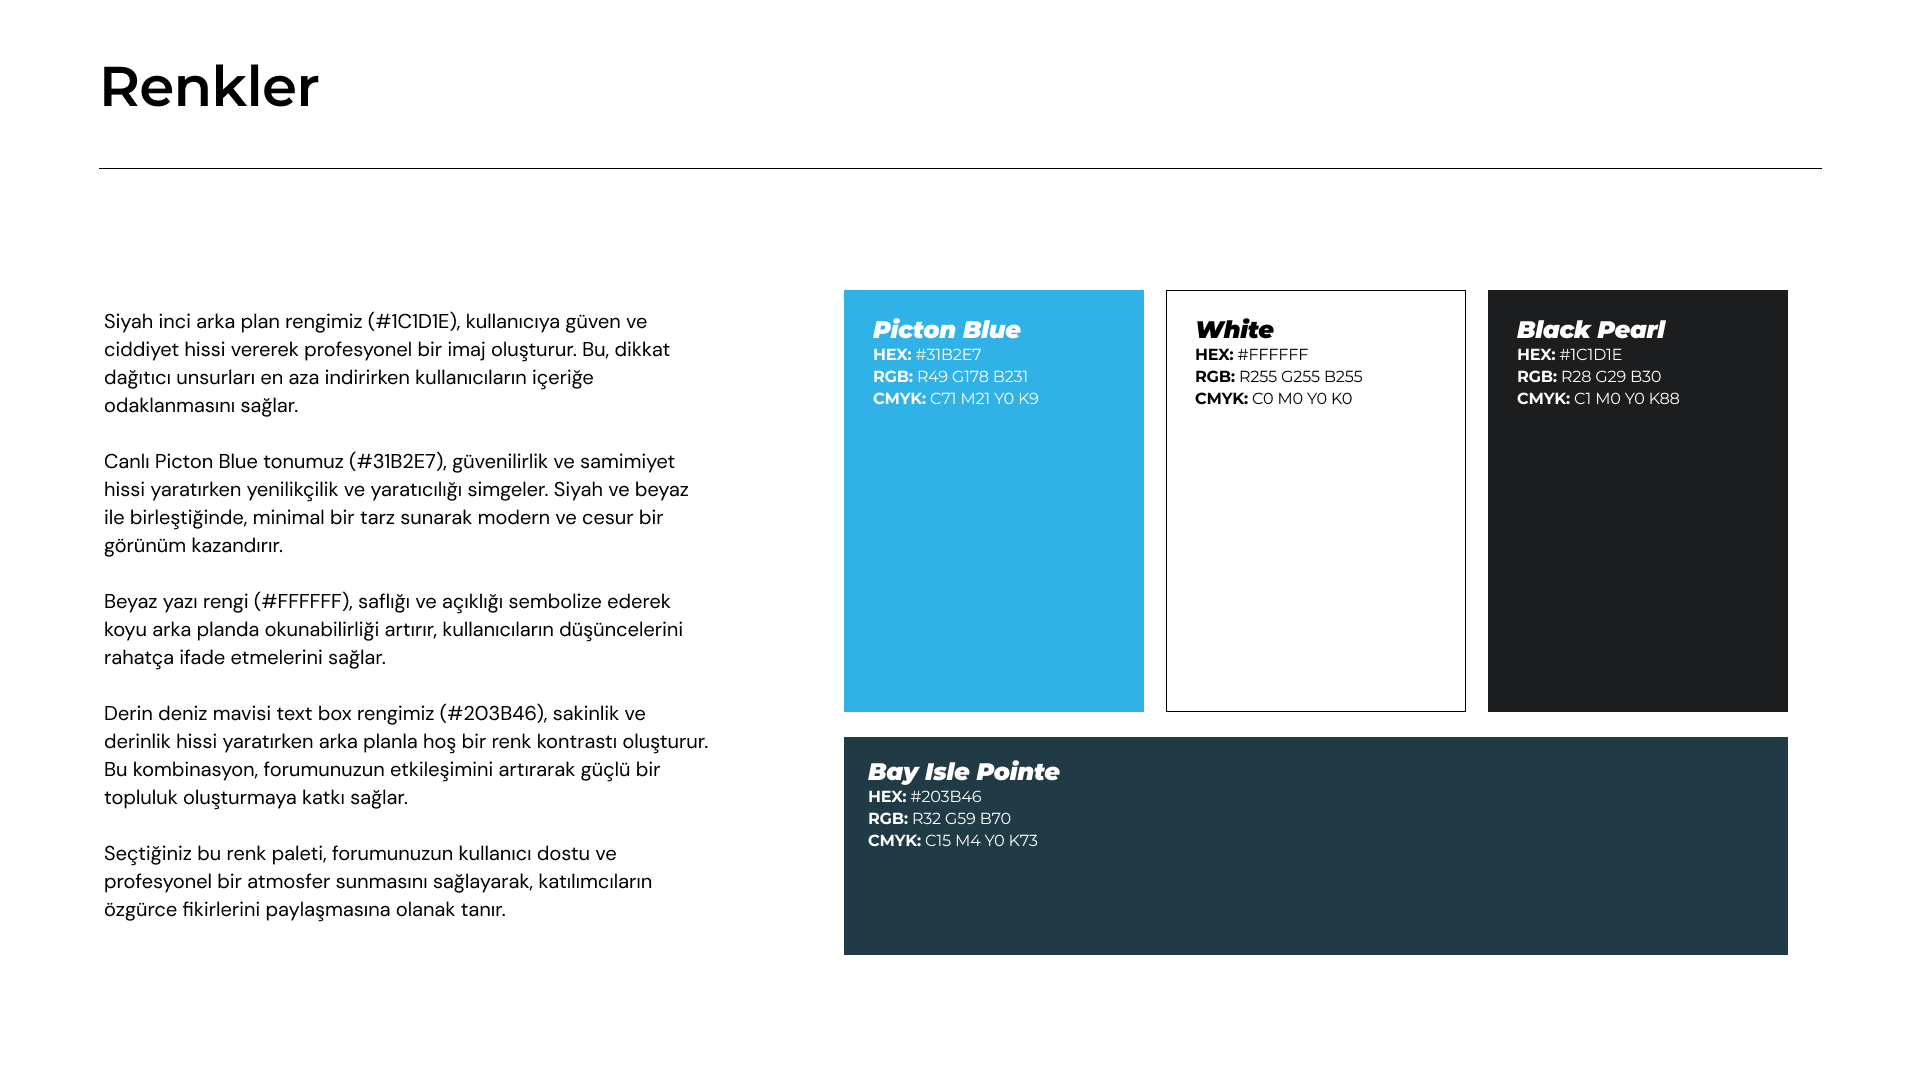 Renkler
Siyah inci arka plan rengimiz (#1C1D1E), kullanıcıya güven ve
ciddiyet hissi vererek profesyonel bir imaj oluşturur. Bu, dikkat
dağıtıcı unsurları en aza indirirken kullanıcıların içeriğe
odaklanmasını sağlar.
Canlı Picton Blue tonumuz (#31B2E7), güvenilirlik ve samimiyet
hissi yaratırken yenilikçilik ve yaratıcılığı simgeler. Siyah ve beyaz
ile birleştiğinde, minimal bir tarz sunarak modern ve cesur bir
görünüm kazandırır.
Beyaz yazı rengi (#FFFFFF), saflığı ve açıklığı sembolize ederek
koyu arka planda okunabilirliği artırır, kullanıcıların düşüncelerini
rahatça ifade etmelerini sağlar.
Derin deniz mavisi text box rengimiz (#203B46), sakinlik ve
derinlik hissi yaratırken arka planla hoş bir renk kontrastı oluşturur.
Bu kombinasyon, forumunuzun etkileşimini artırarak güçlü bir
topluluk oluşturmaya katkı sağlar.
Seçtiğiniz bu renk paleti, forumunuzun kullanıcı dostu ve
profesyonel bir atmosfer sunmasını sağlayarak, katılımcıların
özgürce fikirlerini paylaşmasına olanak tanır.
Picton Blue
HEX: #31B2E7
RGB: R49 G178 B231
CMYK: C71 M21 Y0 K9
White
HEX: #FFFFFF
RGB: R255 G255 B255
CMYK: C0 M0 Y0 K0
Black Pearl
HEX: #1C1D1E
RGB: R28 G29 B30
CMYK: C1 M0 Y0 K88
Bay Isle Pointe
HEX: #203B46
RGB: R32 G59 B70
CMYK: C15 M4 Y0 K73